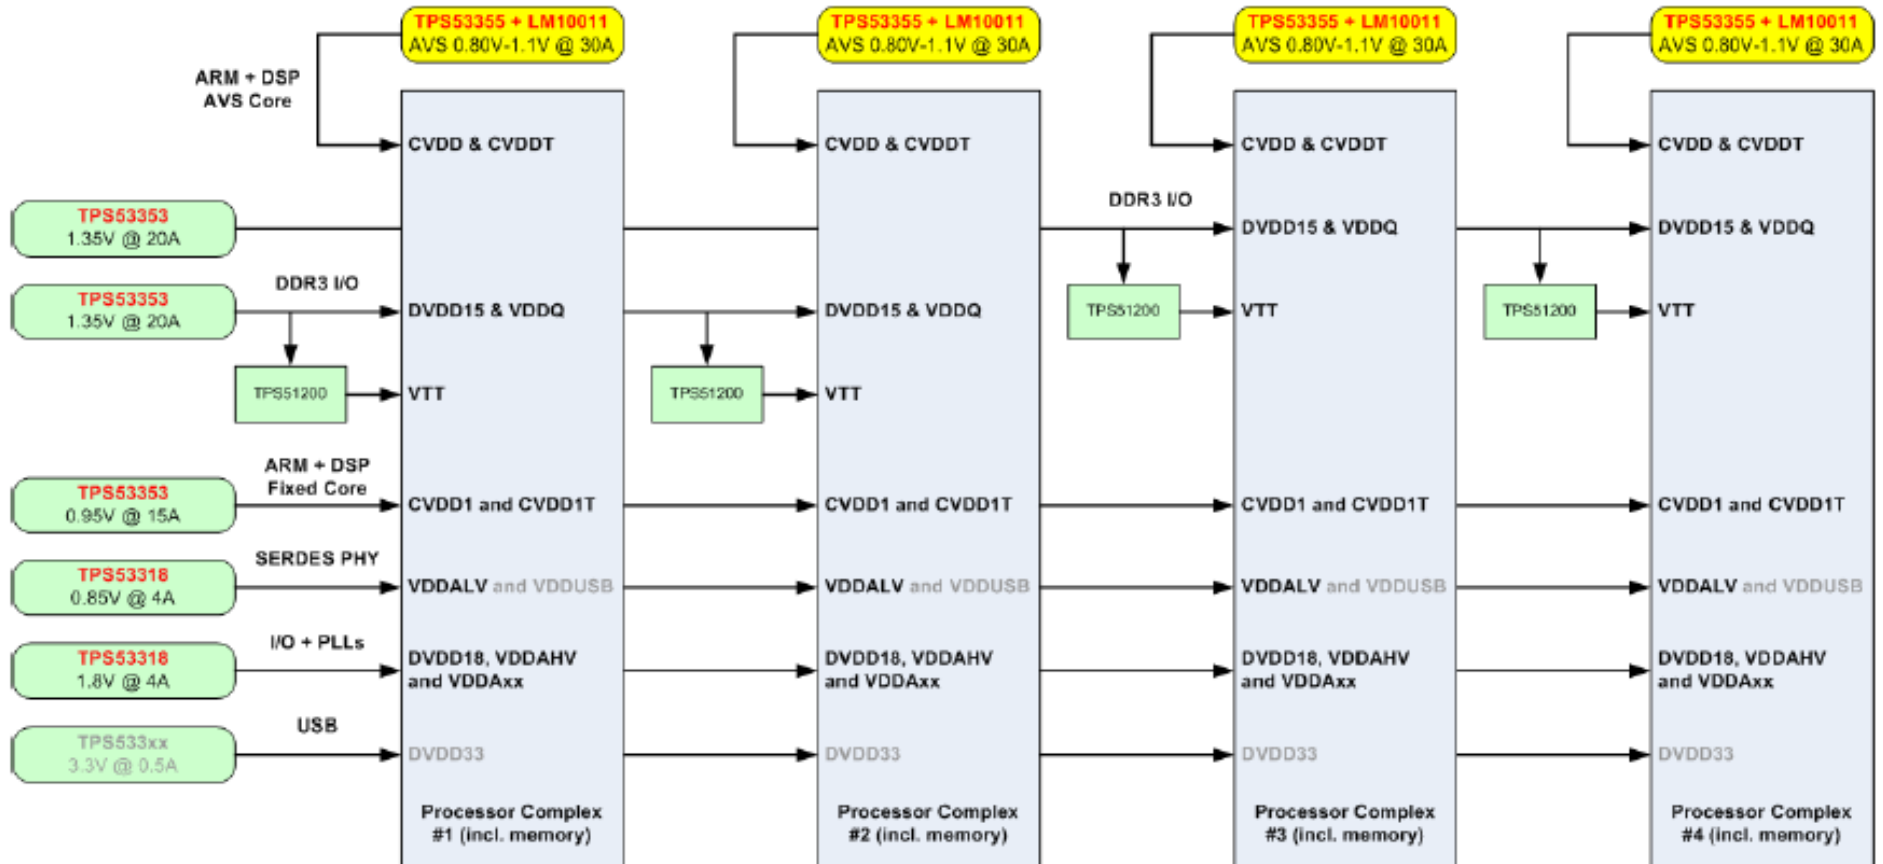 TPS53355 + LM10011
AVS 0.80V-1.1V @ 30A
TPS53355 + LM10011
AVS 0.80V-1.1V @ 30A
TPS53355 + LM10011
AVS 0.80V-1.1V @ 30A
TPS53355 + LM10011
AVS 0.80V-1.1V @ 30A
ARM + DSP
AVS Core
CVDD & CVDDT
CVDD & CVDDT
CVDD & CVDDT
CVDD & CVDDT
TPS53353
1.35V @ 20A
DDR3 I/O
DVDD15 & VDDQ
DVDD15 & VDDQ
TPS53353
1.35V @ 20A
DDR3 I/O
DVDD15 & VDDQ
DVDD15 & VDDQ
TPS51200
VTT
TPS51200
VTT
TPS51200
VTT
TPS51200
VTT
TPS53353
0.95V @ 15A
ARM + DSP
Fixed Core
CVDD1 and CVDD1T
CVDD1 and CVDD1T
CVDD1 and CVDD1T
CVDD1 and CVDD1T
TPS53318
0.85V @ 4A
SERDES PHY
VDDALV and VDDUSB
VDDALV and VDDUSB
VDDALV and VDDUSB
VDDALV and VDDUSB
TPS53318
1.8V @ 4A
I/O + PLLs
DVDD18, VDDAHV
and VDDAxx
DVDD18, VDDAHV
and VDDAxx
DVDD18, VDDAHV
and VDDAxx
DVDD18, VDDAHV
and VDDAxx
TPS533xx
3.3V @ 0.5A
USB
DVDD33
DVDD33
DVDD33
DVDD33
Processor Complex
#1 (incl. memory)
Processor Complex
#2 (incl. memory)
Processor Complex
#3 (incl. memory)
Processor Complex
#4 (incl. memory)